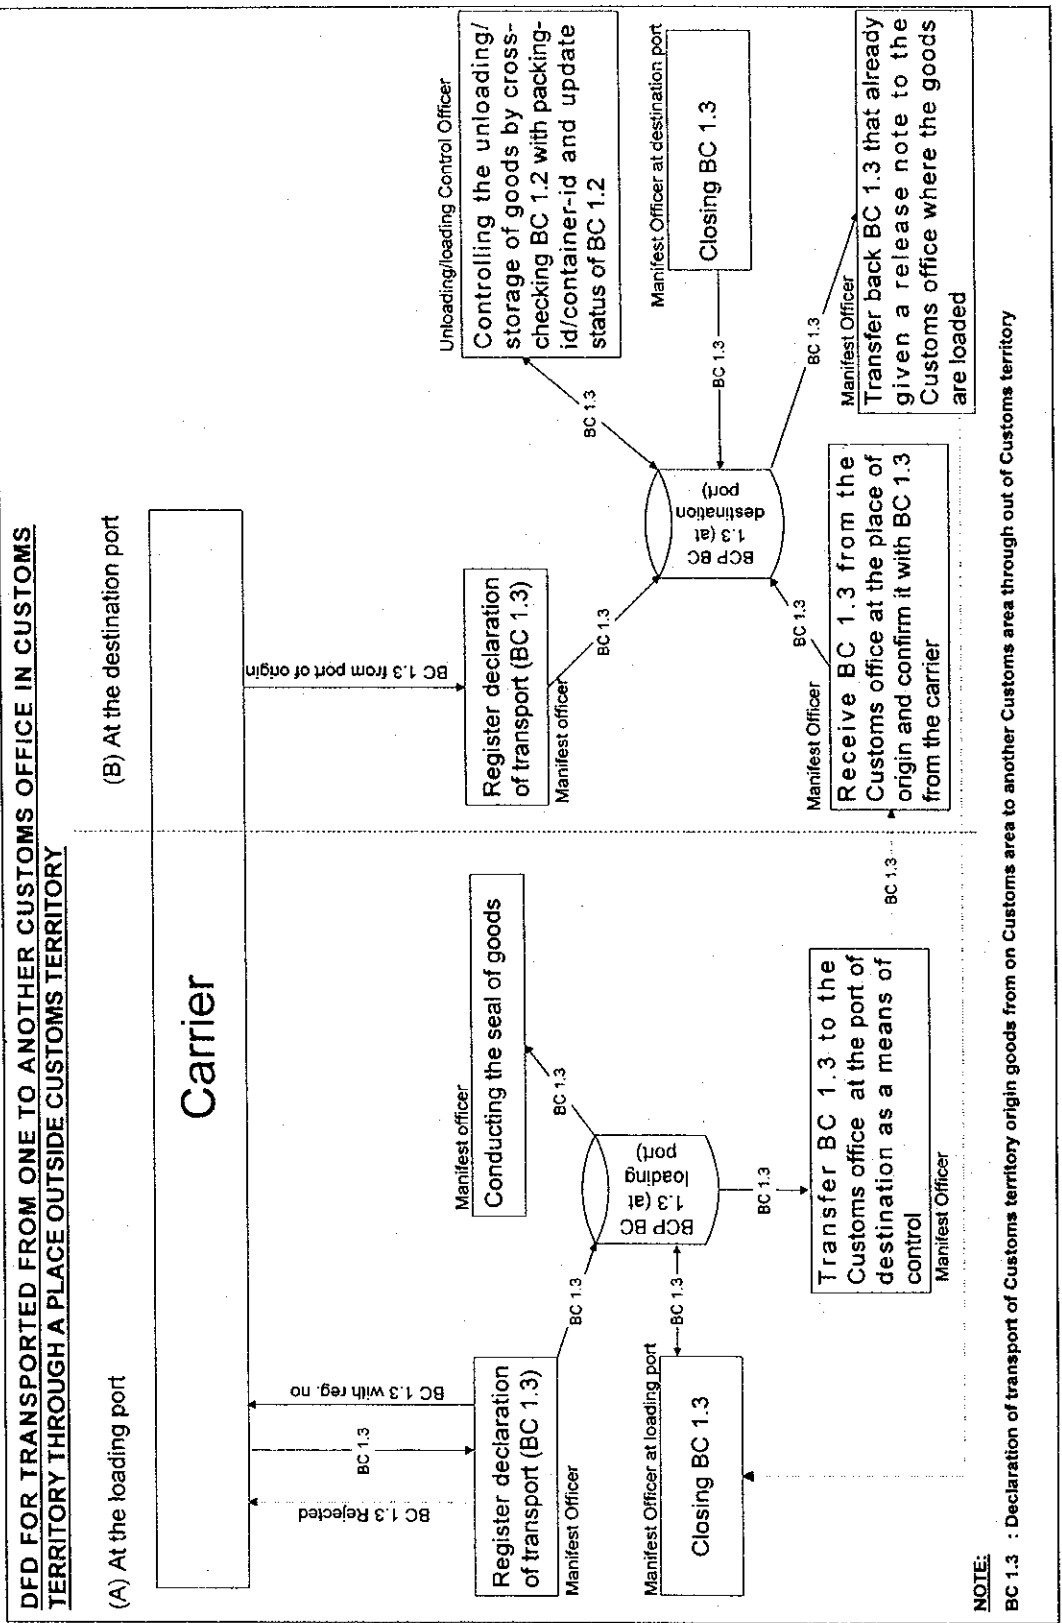 DFD FOR TRANSPORTED FROM ONE TO ANOTHER CUSTOMS OFFICE IN CUSTOMS
TERRITORY THROUGH A PLACE OUTSIDE CUSTOMS TERRITORY
(A) At the loading port
(B) At the destination port
Carrier
BC 1.3 Rejected
BC 1.3
BC 1.3 with reg. no
Register declaration
of transport (BC 1.3)
Manifest Officer
BC 1.3
Manifest officer
Conducting the seal of goods
BC 1.3
BCP BC
1.3 (at
loading
port)
Manifest Officer at loading port
Closing BC 1.3
BC 1.3
BC 1.3
Transfer BC 1.3 to the
Customs office at the port of
destination as a means of
control
Manifest Officer
BC 1.3
BC 1.3 from port of origin
Register declaration
of transport (BC 1.3)
Manifest officer
BC 1.3
BCP BC
1.3 (at
destination
port)
BC 1.3
Unloading/loading Control Officer
Controlling the unloading/
storage of goods by cross-
checking BC 1.2 with packing-
id/container-id and update
status of BC 1.2
Manifest Officer at destination port
Closing BC 1.3
BC 1.3
BC 1.3
Manifest Officer
Receive BC 1.3 from the
Customs office at the place of
origin and confirm it with BC 1.3
from the carrier
BC 1.3
Manifest Officer
Transfer back BC 1.3 that already
given a release note to the
Customs office where the goods
are loaded
NOTE:
BC 1.3 : Declaration of transport of Customs territory origin goods from on Customs area to another Customs area through out of Customs territory